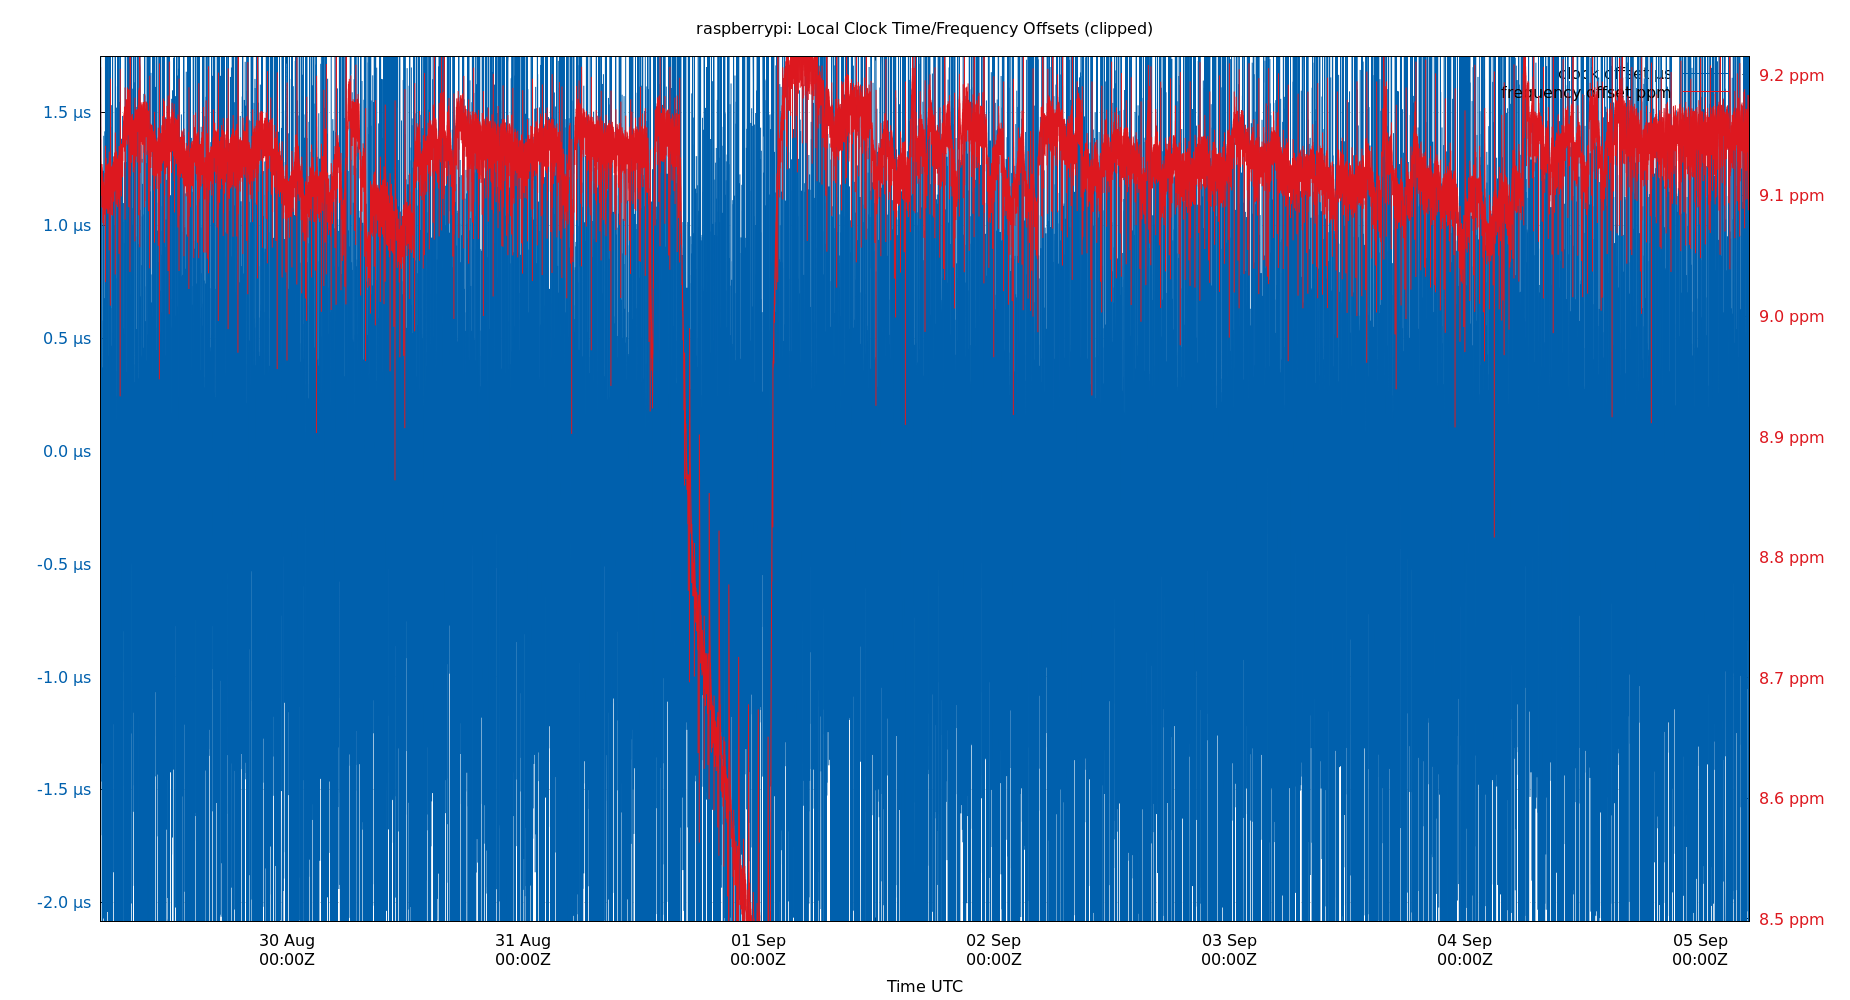 raspberrypi: Local Clock Time/Frequency Offsets (clipped)
clock offset µs
frequency offset ppm
1.5 µs
1.0 µs
0.5 µs
0.0 µs
-0.5 µs
-1.0 µs
-1.5 µs
-2.0 µs
9.2 ppm
9.1 ppm
9.0 ppm
8.9 ppm
8.8 ppm
8.7 ppm
8.6 ppm
8.5 ppm
30 Aug
00:00Z
31 Aug
00:00Z
01 Sep
00:00Z
02 Sep
00:00Z
03 Sep
00:00Z
04 Sep
00:00Z
05 Sep
00:00Z
Time UTC